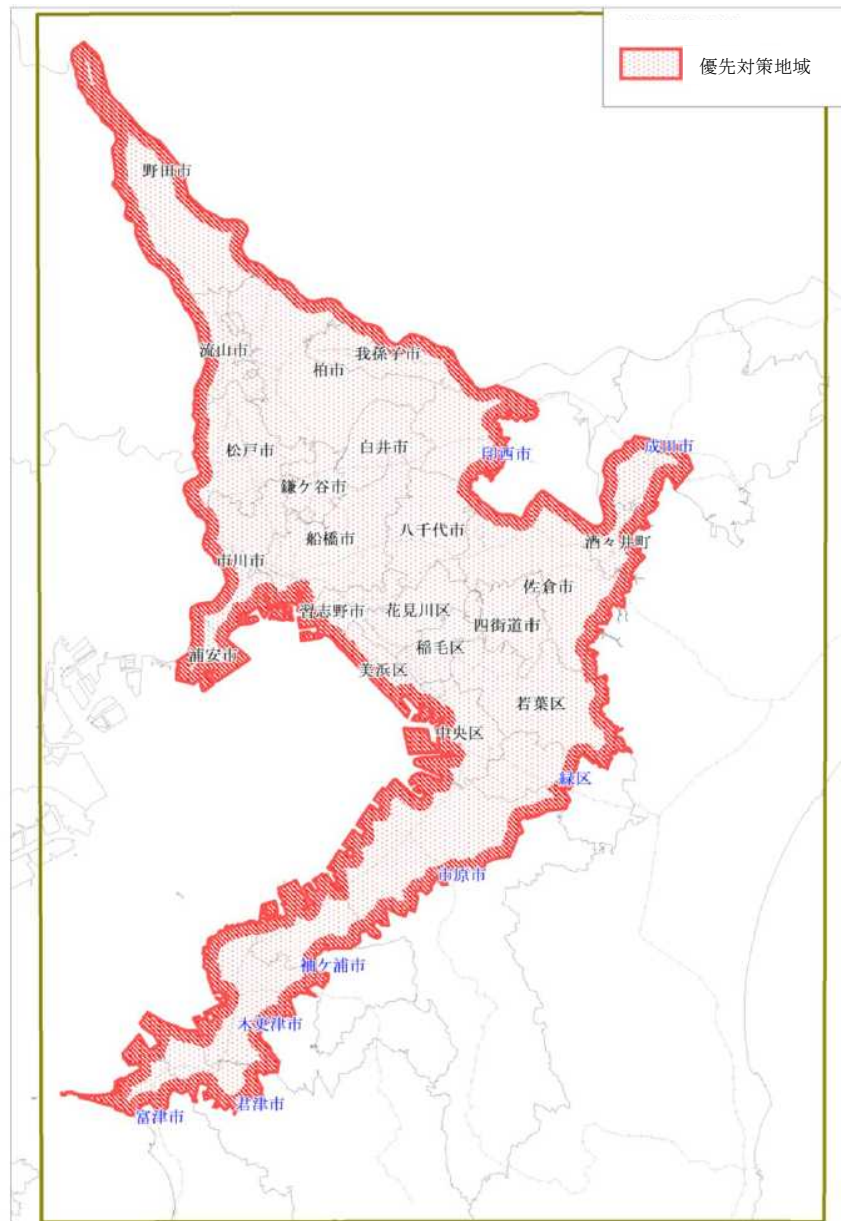 優先対策地域
野田市
流山市
我孫子市
柏市
松戸市
白井市
印西市
成田市
鎌ケ谷市
船橋市
八千代市
酒々井町
市川市
佐倉市
習志野市
花見川区
四街道市
稲毛区
浦安市
美浜区
若葉区
中央区
緑区
市原市
袖ケ浦市
木更津市
君津市
富津市